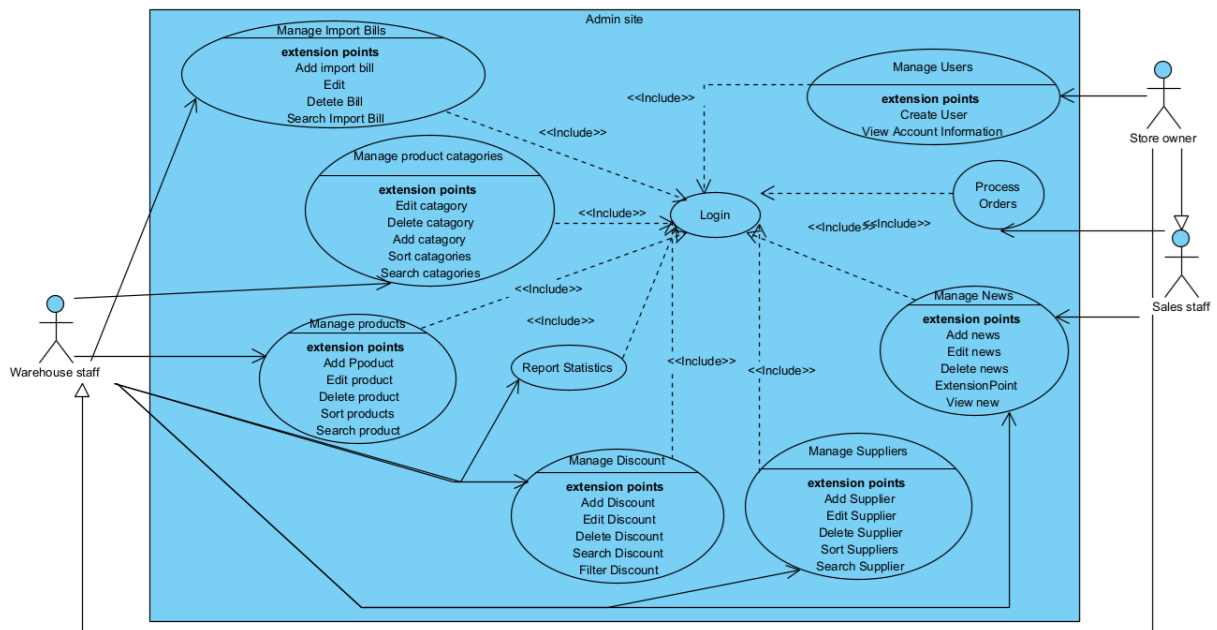 Admin site
Manage Import Bills
extension points
Add import bill
Edit
Detete Bill
Search Import Bill
<<Include>>
Manage Users
extension points
Create User
View Account Information
<<Include>>
Store owner
Manage product catagories
extension points
Edit catagory
Delete catagory
Add catagory
Sort catagories
Search catagories
<<Include>>
Login
Process
Orders
<<Include>>
<<Include>>
Sales staff
Warehouse staff
Manage products
extension points
Add Pproduct
Edit product
Delete product
Sort products
Search product
<<Include>>
<<Include>>
Report Statistics
<<Include>>
<<Include>>
Manage News
extension points
Add news
Edit news
Delete news
ExtensionPoint
View new
Manage Discount
extension points
Add Discount
Edit Discount
Delete Discount
Search Discount
Filter Discount
Manage Suppliers
extension points
Add Supplier
Edit Supplier
Delete Supplier
Sort Suppliers
Search Supplier